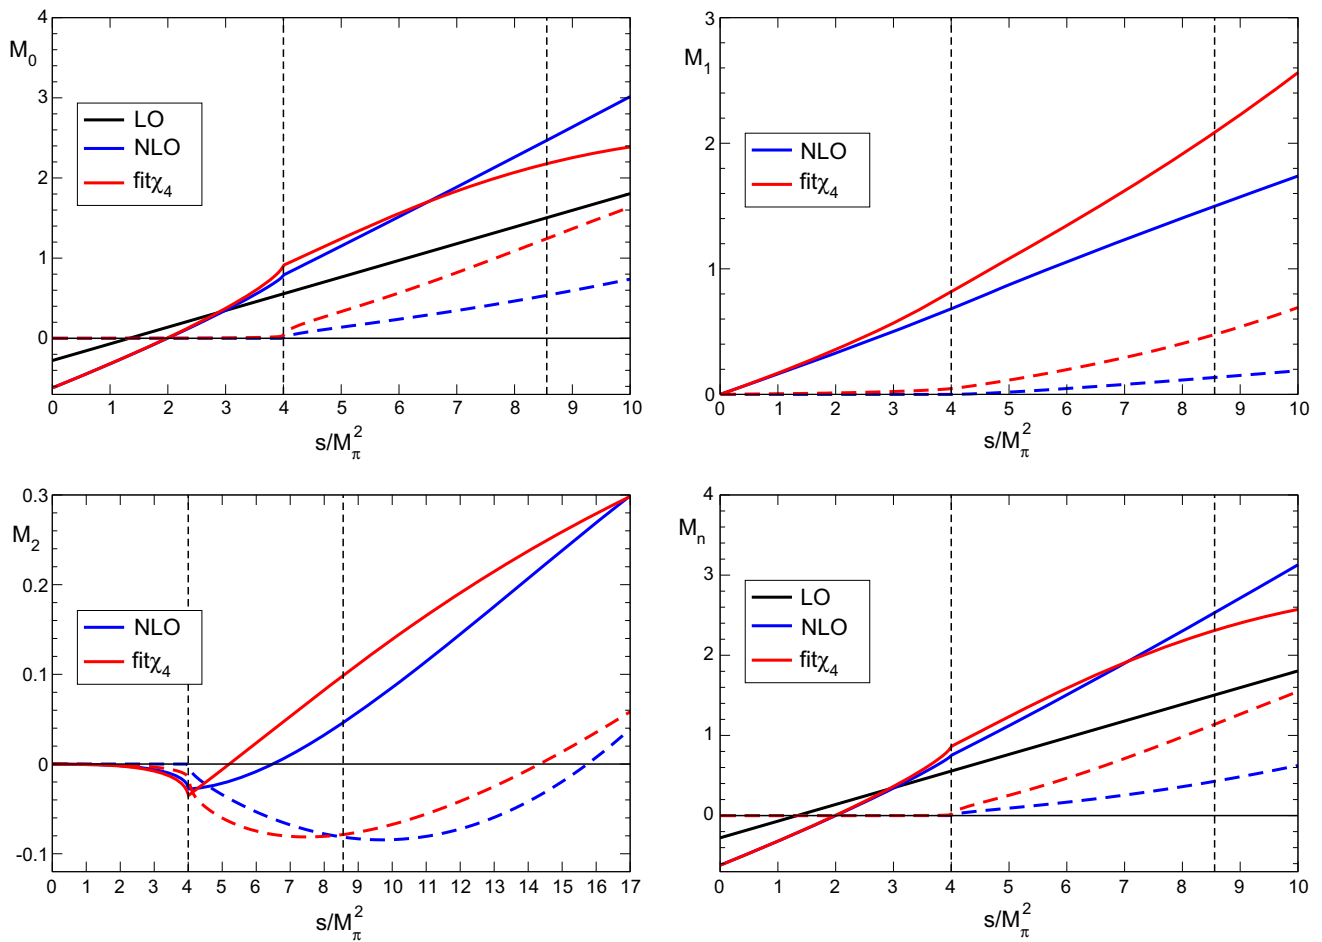 4
M0
3
LO
NLO
fitχ4
2
1
0
0 1 2 3 4 5 6 7 8 9 10
s/Mπ²
3
M1
2
NLO
fitχ4
1
0
0 1 2 3 4 5 6 7 8 9 10
s/Mπ²
0.3
M2
0.2
NLO
fitχ4
0.1
0
-0.1
0 1 2 3 4 5 6 7 8 9 10 11 12 13 14 15 16 17
s/Mπ²
4
Mn
3
LO
NLO
fitχ4
2
1
0
0 1 2 3 4 5 6 7 8 9 10
s/Mπ²